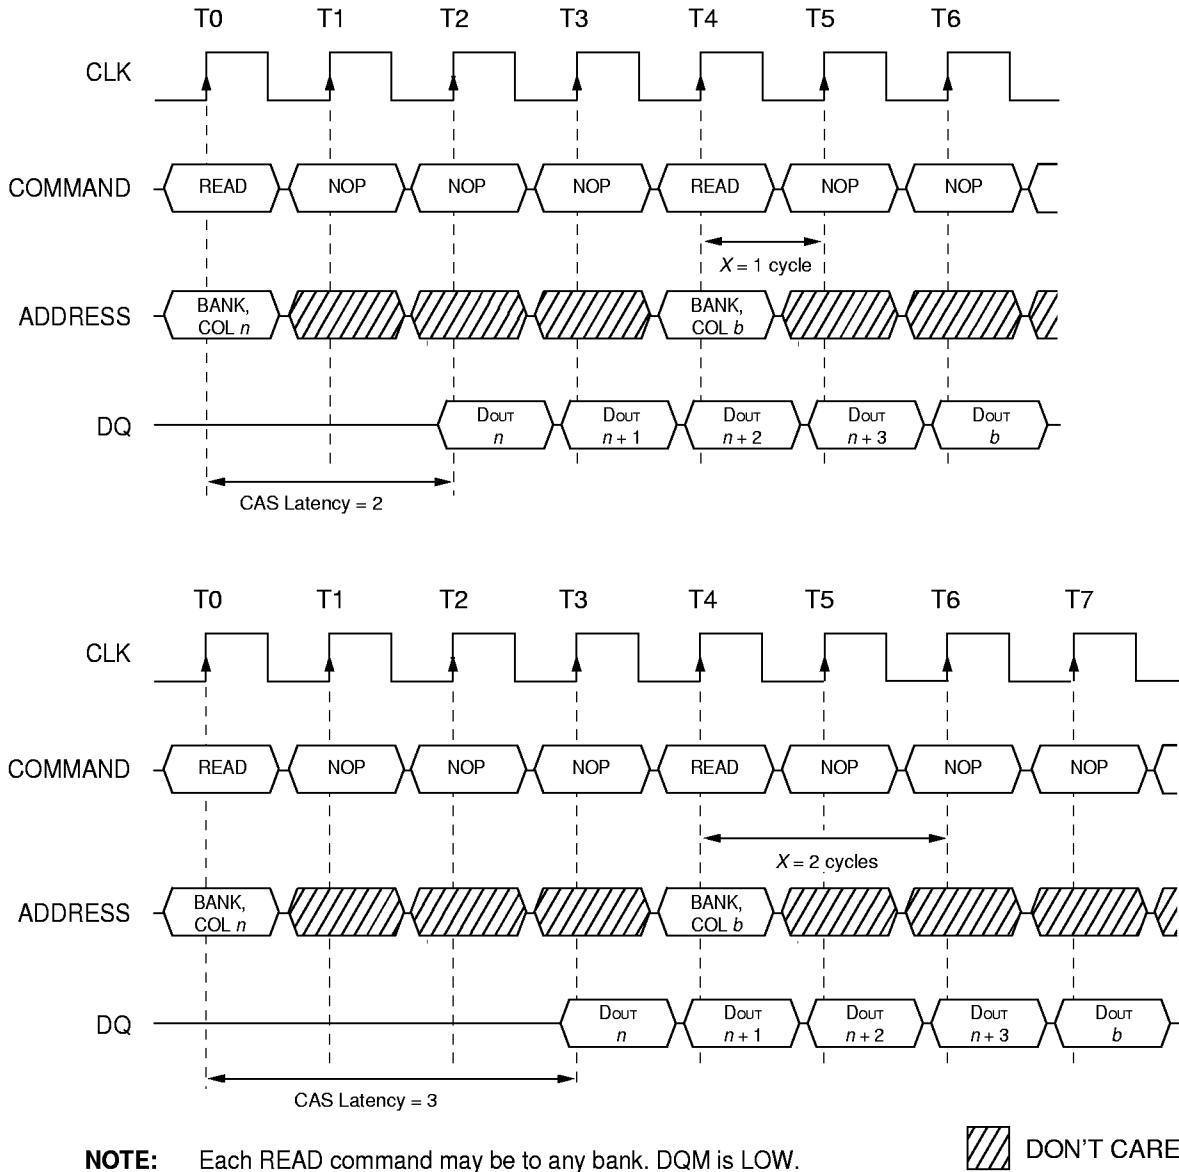 T0 T1 T2 T3 T4 T5 T6
CLK
COMMAND READ NOP NOP NOP READ NOP NOP
X = 1 cycle
ADDRESS BANK, COL n BANK, COL b
DQ DOUT n DOUT n + 1 DOUT n + 2 DOUT n + 3 DOUT b
CAS Latency = 2
T0 T1 T2 T3 T4 T5 T6 T7
CLK
COMMAND READ NOP NOP NOP READ NOP NOP NOP
X = 2 cycles
ADDRESS BANK, COL n BANK, COL b
DQ DOUT n DOUT n + 1 DOUT n + 2 DOUT n + 3 DOUT b
CAS Latency = 3
NOTE: Each READ command may be to any bank. DQM is LOW.
DON'T CARE